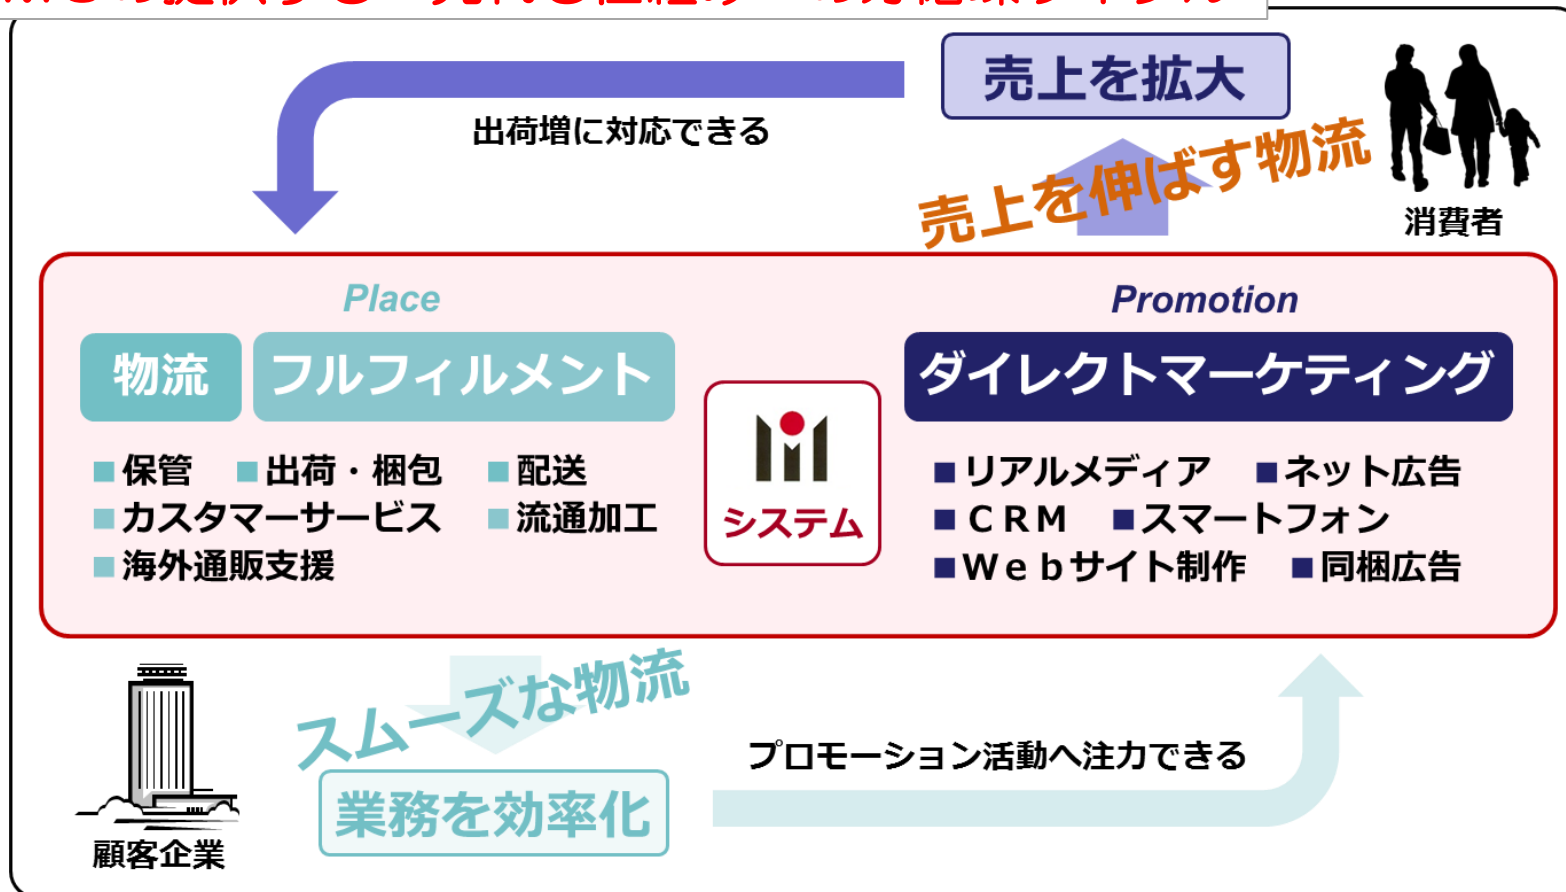 売上を拡大
出荷増に対応できる
売上を伸ばす物流
消費者
Place
物流 フルフィルメント
■保管 ■出荷・梱包 ■配送
■カスタマーサービス ■流通加工
■海外通販支援
システム
Promotion
ダイレクトマーケティング
■リアルメディア ■ネット広告
■ＣＲＭ ■スマートフォン
■Ｗｅｂサイト制作 ■同梱広告
スムーズな物流
プロモーション活動へ注力できる
業務を効率化
顧客企業